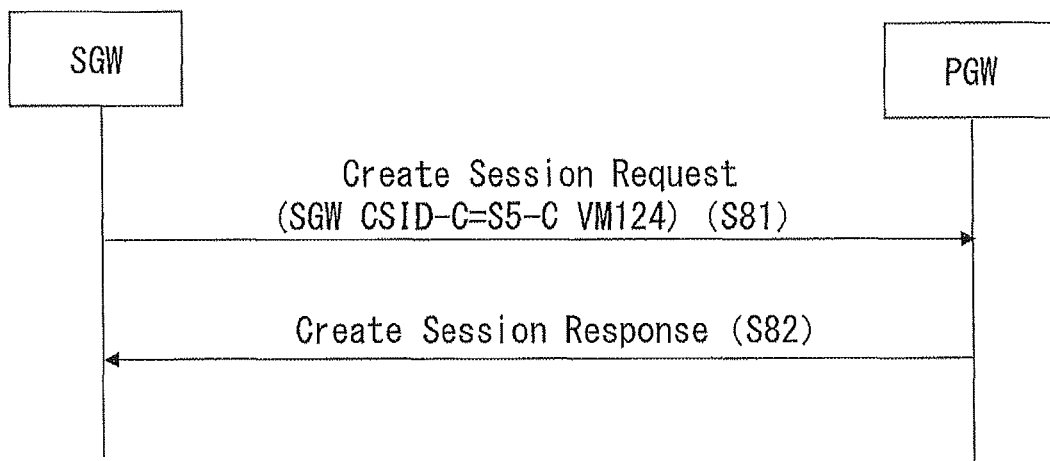 SGW
PGW
Create Session Request
(SGW CSID-C=S5-C VM124) (S81)
Create Session Response (S82)